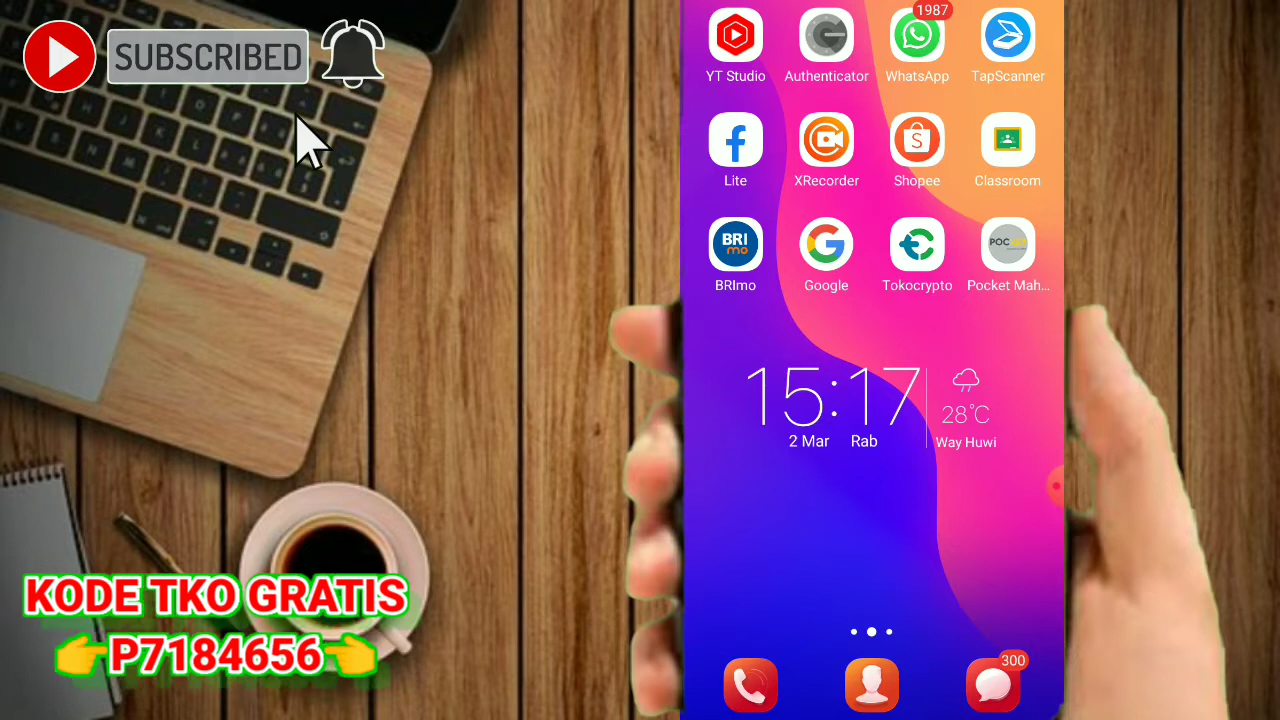 SUBSCRIBED
1987
YT Studio
Authenticator
WhatsApp
TapScanner
Lite
XRecorder
Shopee
Classroom
BRI
mo
POC
BRImo
Google
Tokocrypto
Pocket Mah...
15:17
28°C
2 Mar Rab
Way Huwi
KODE TKO GRATIS
👉P7184656👈
300